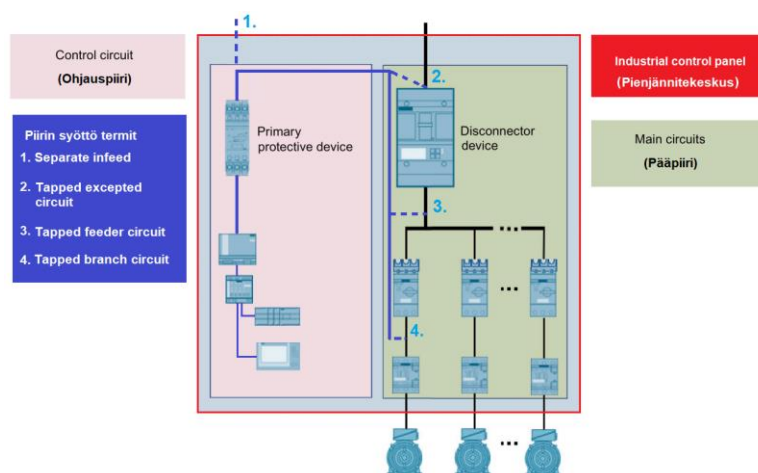 1.
Control circuit
(Ohjauspiiri)
Industrial control panel
(Pienjännitekeskus)
2.
Primary
protective device
Disconnector
device
Piirin syöttö termit
1. Separate infeed
2. Tapped excepted
circuit
3. Tapped feeder circuit
4. Tapped branch circuit
Main circuits
(Pääpiiri)
3.
4.